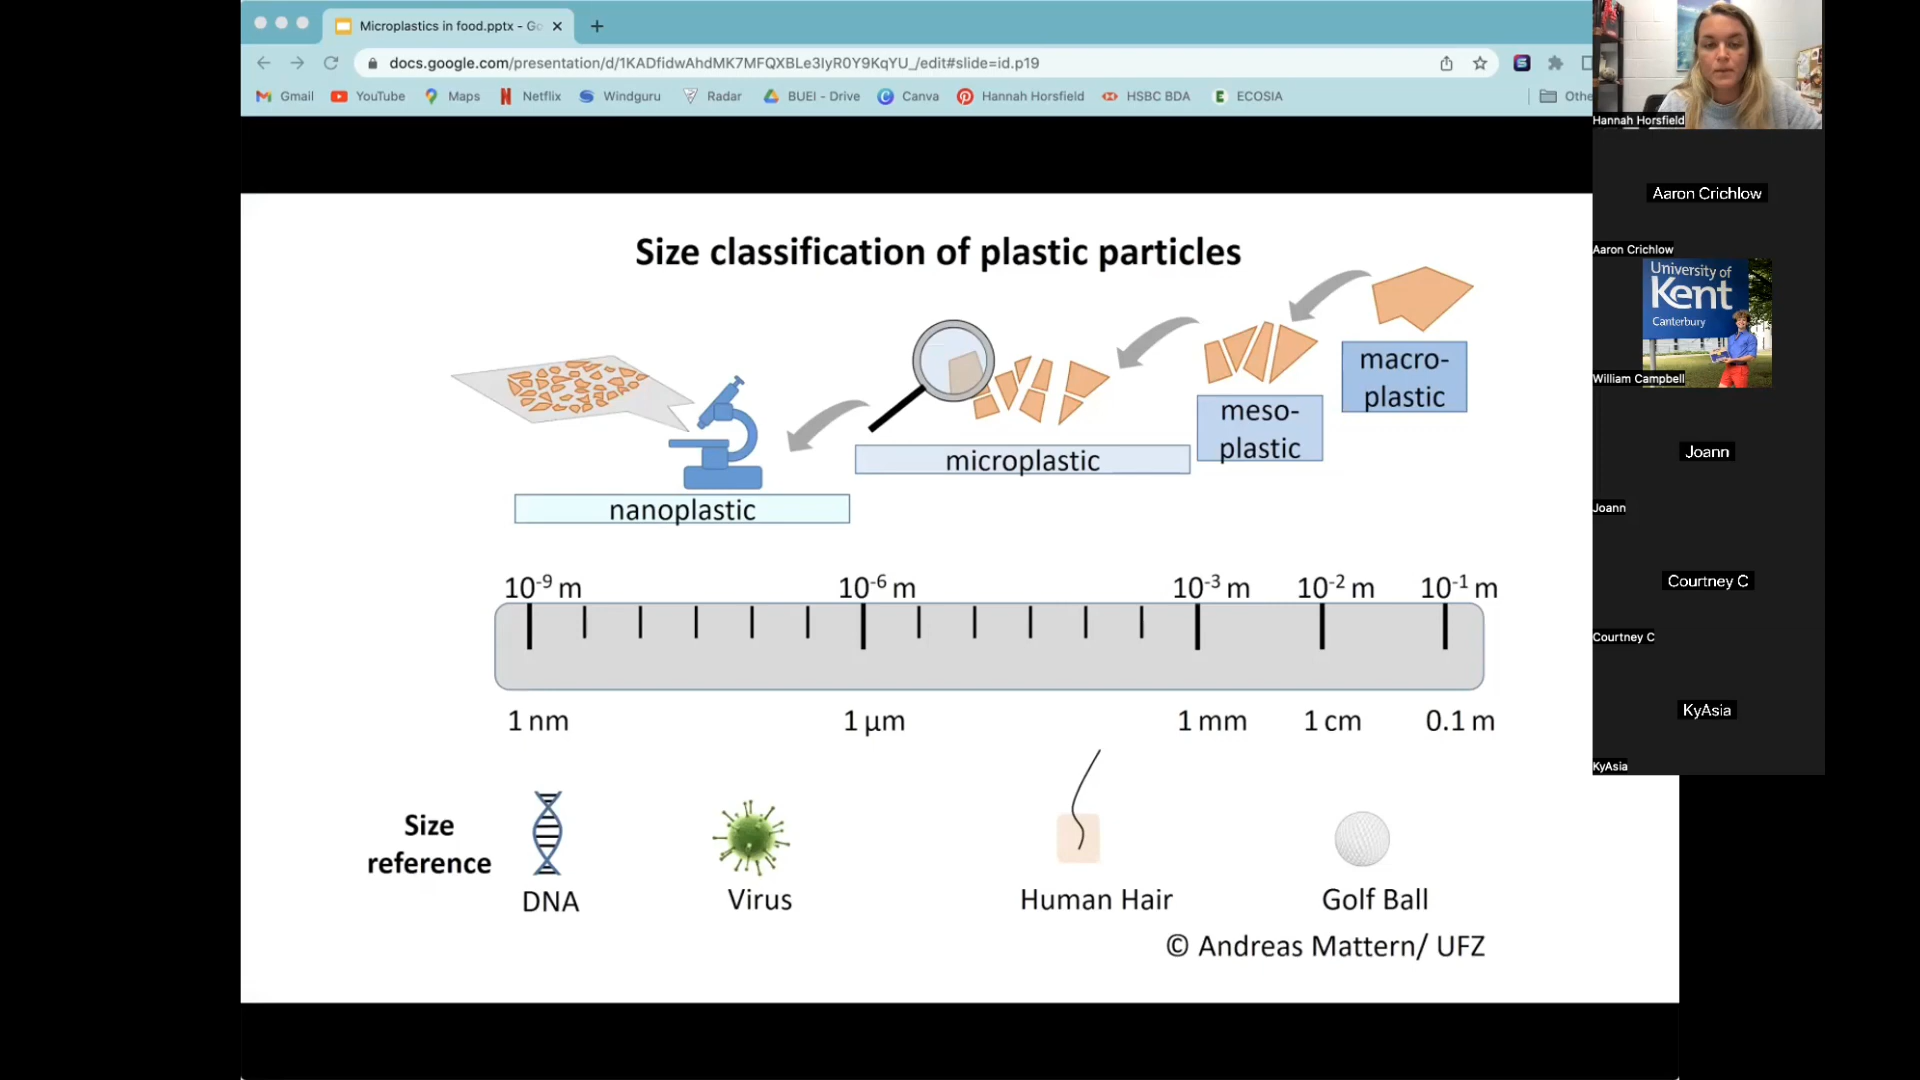 Microplastics in food.pptx - Go
docs.google.com/presentation/d/1KADfidwAhdMK7MFQXBLe3IyR0Y9KqYU_/edit#slide=id.p19
Gmail YouTube Maps Netflix Windguru Radar BUEI - Drive Canva Hannah Horsfield HSBC BDA ECOSIA Othe
Size classification of plastic particles
macro-
plastic
meso-
plastic
microplastic
nanoplastic
10-9 m 10-6 m 10-3 m 10-2 m 10-1 m
1 nm 1 µm 1 mm 1 cm 0.1 m
Size
reference
DNA Virus Human Hair Golf Ball
© Andreas Mattern/ UFZ
Hannah Horsfield
Aaron Crichlow
Aaron Crichlow
University of
Kent
Canterbury
William Campbell
Joann
Joann
Courtney C
Courtney C
KyAsia
KyAsia